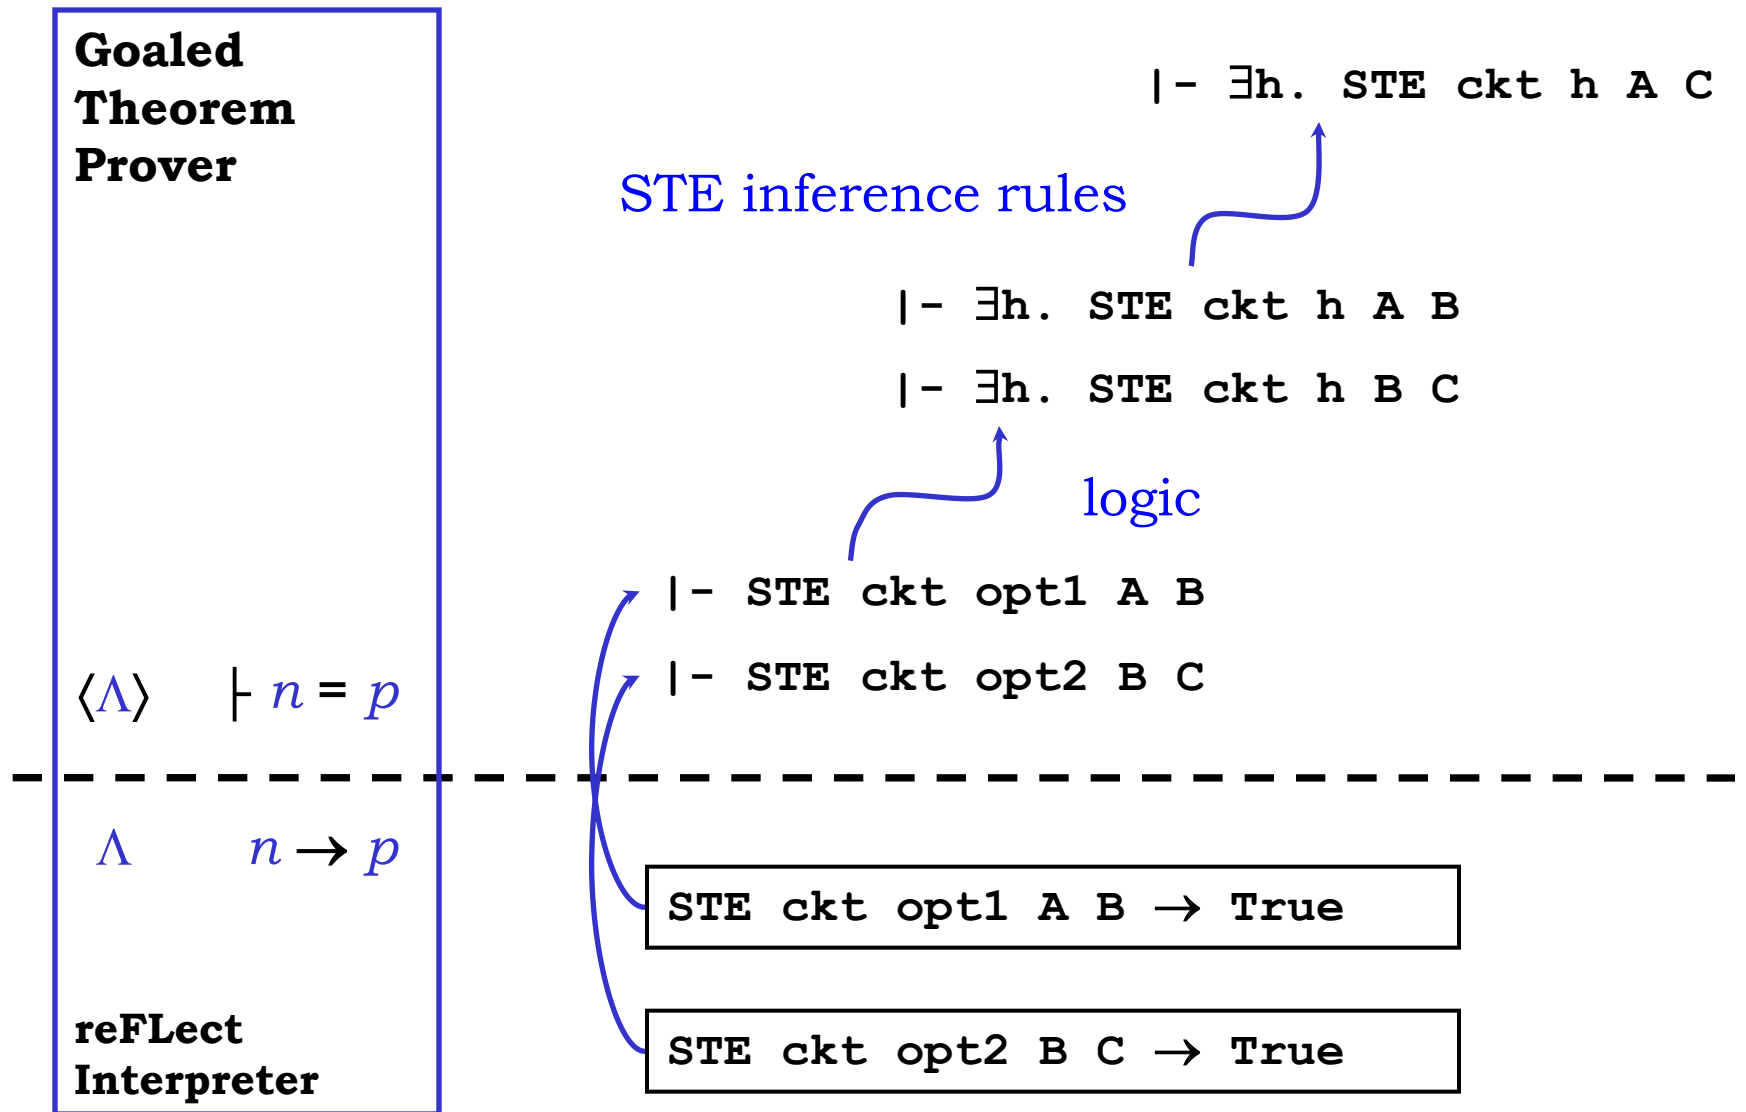 Goaled
Theorem
Prover
|- ∃h. STE ckt h A C
STE inference rules
|- ∃h. STE ckt h A B
|- ∃h. STE ckt h B C
logic
|- STE ckt opt1 A B
|- STE ckt opt2 B C
⟨Λ⟩ ⊢ n = p
Λ n → p
STE ckt opt1 A B → True
STE ckt opt2 B C → True
reFLect
Interpreter